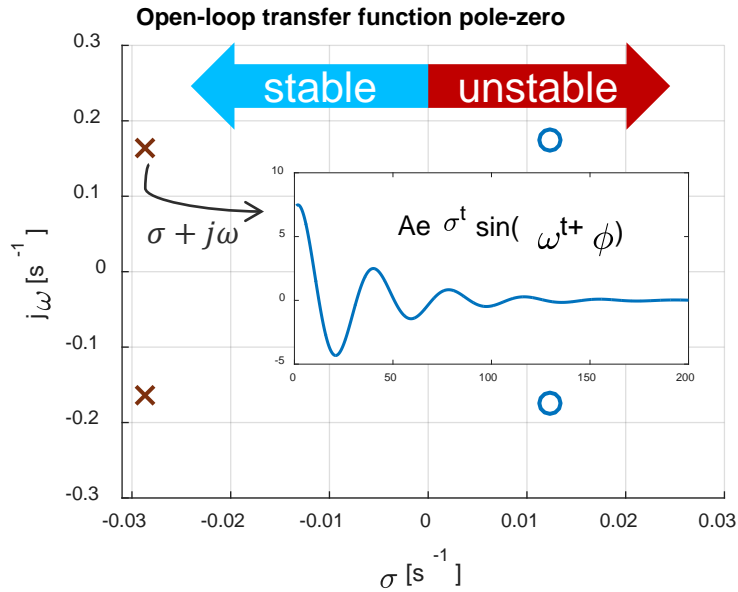 Open-loop transfer function pole-zero
0.3
0.2
0.1
0
-0.1
-0.2
-0.3
jω [s⁻¹]
stable
unstable
σ + jω
10
5
0
-5
Ae σᵗ sin( ωᵗ⁺ ϕ)
0 50 100 150 200
-0.03 -0.02 -0.01 0 0.01 0.02 0.03
σ [s⁻¹]